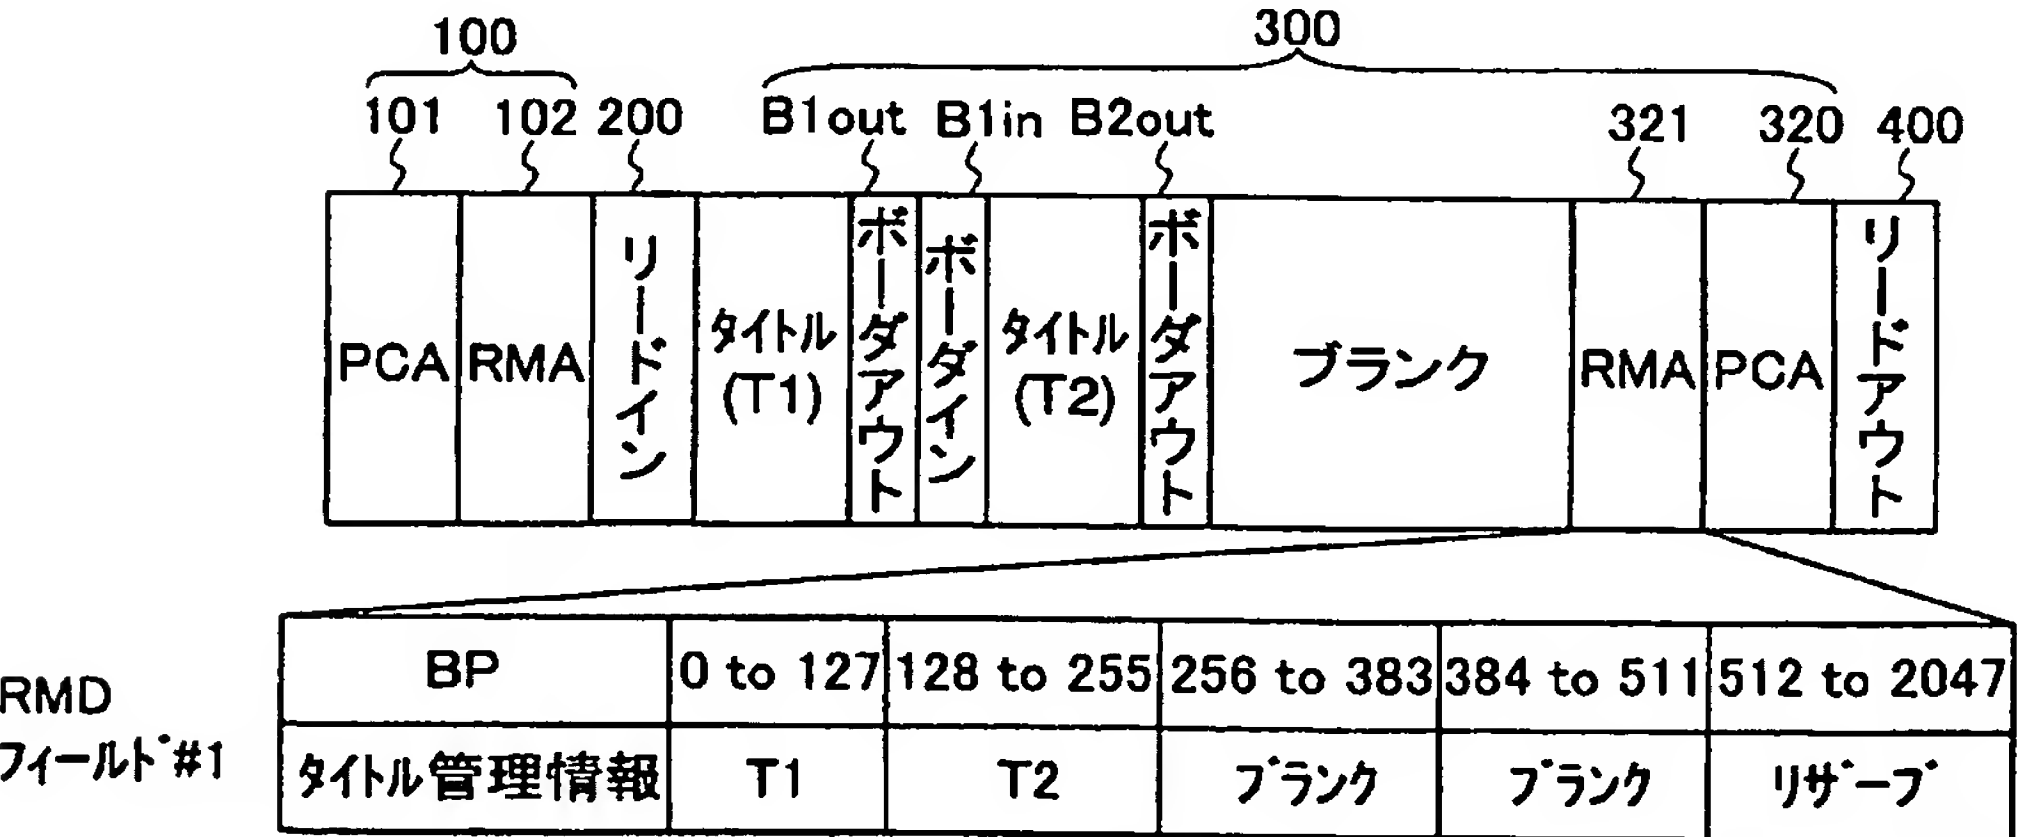 100 300
101 102 200 B1out B1in B2out 321 320 400
PCA RMA リードイン タイトル(T1) ボーダアウト ボーダイン タイトル(T2) ボーダアウト ブランク RMA PCA リードアウト
RMDフィールド#1
BP 0 to 127 128 to 255 256 to 383 384 to 511 512 to 2047
タイトル管理情報 T1 T2 ブランク ブランク リザーブ